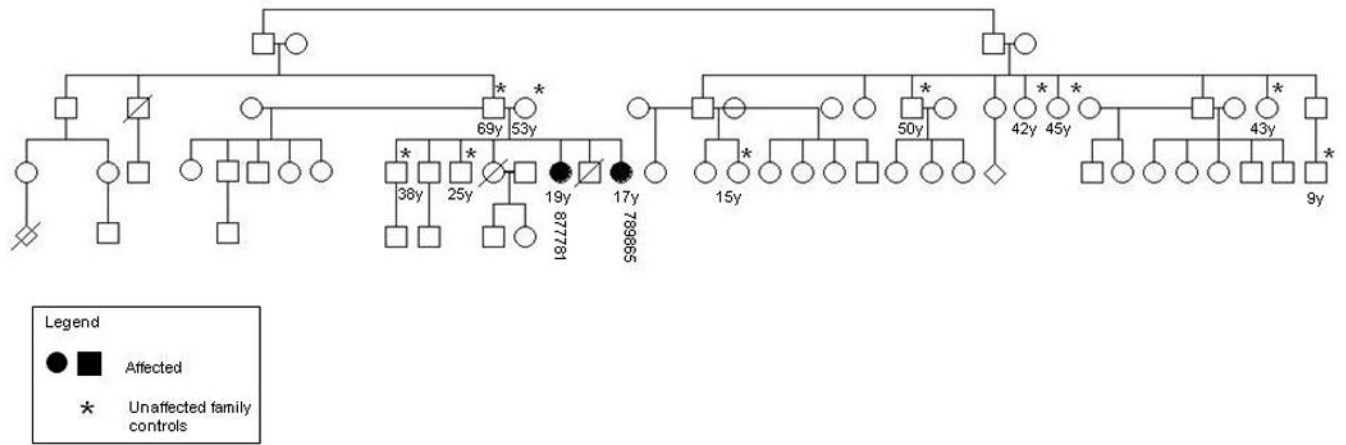 * * * * * *
69y 53y 50y 42y 45y 43y
* * * *
38y 25y 19y 17y 15y 9y
877781 789865
Legend
Affected
* Unaffected family
controls